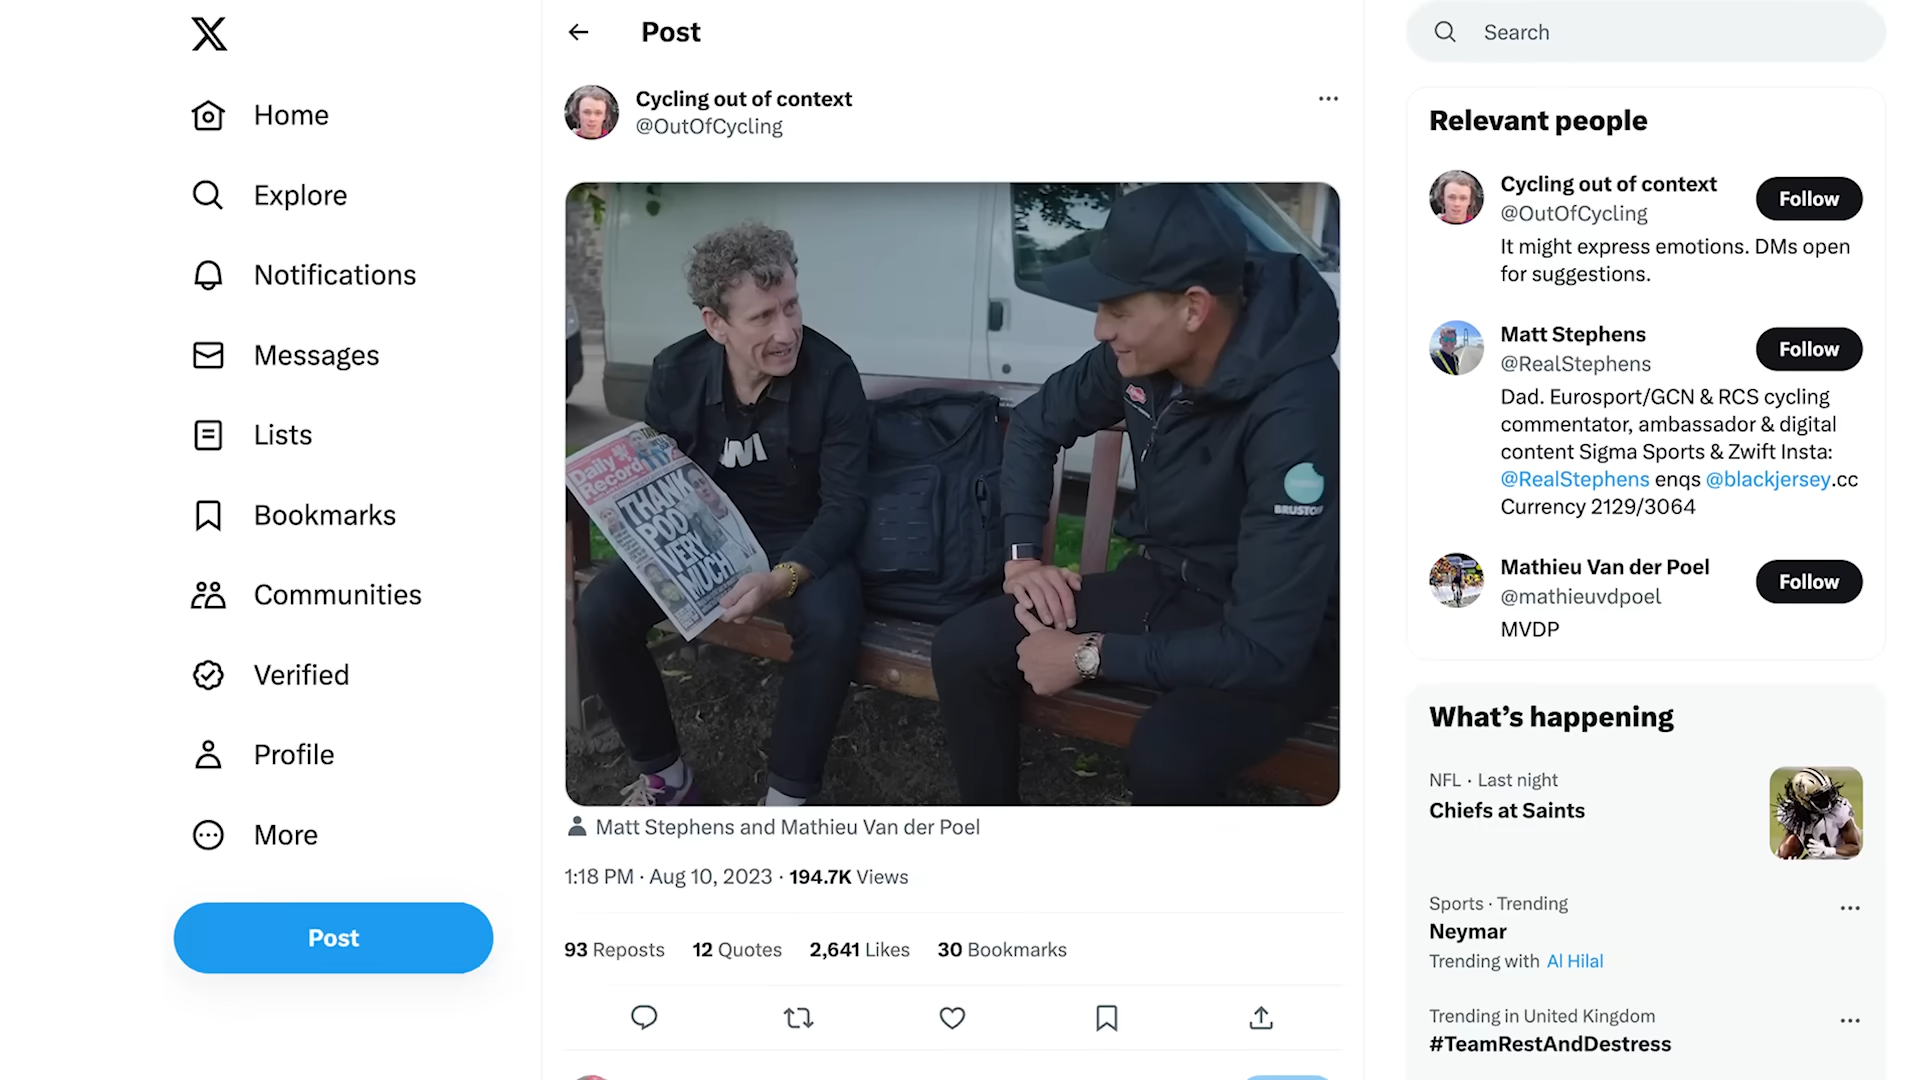 Home
Explore
Notifications
Messages
Lists
Bookmarks
Communities
Verified
Profile
More
Post
Post
Cycling out of context
@OutOfCycling
Daily
Record
THANK
POD
VERY
MUCH
BRUSTOR
Matt Stephens and Mathieu Van der Poel
1:18 PM · Aug 10, 2023 · 194.7K Views
93 Reposts 12 Quotes 2,641 Likes 30 Bookmarks
Search
Relevant people
Cycling out of context
@OutOfCycling
Follow
It might express emotions. DMs open
for suggestions.
Matt Stephens
@RealStephens
Follow
Dad. Eurosport/GCN & RCS cycling
commentator, ambassador & digital
content Sigma Sports & Zwift Insta:
@RealStephens enqs @blackjersey.cc
Currency 2129/3064
Mathieu Van der Poel
@mathieuvdpoel
Follow
MVDP
What’s happening
NFL · Last night
Chiefs at Saints
Sports · Trending
Neymar
Trending with Al Hilal
Trending in United Kingdom
#TeamRestAndDestress